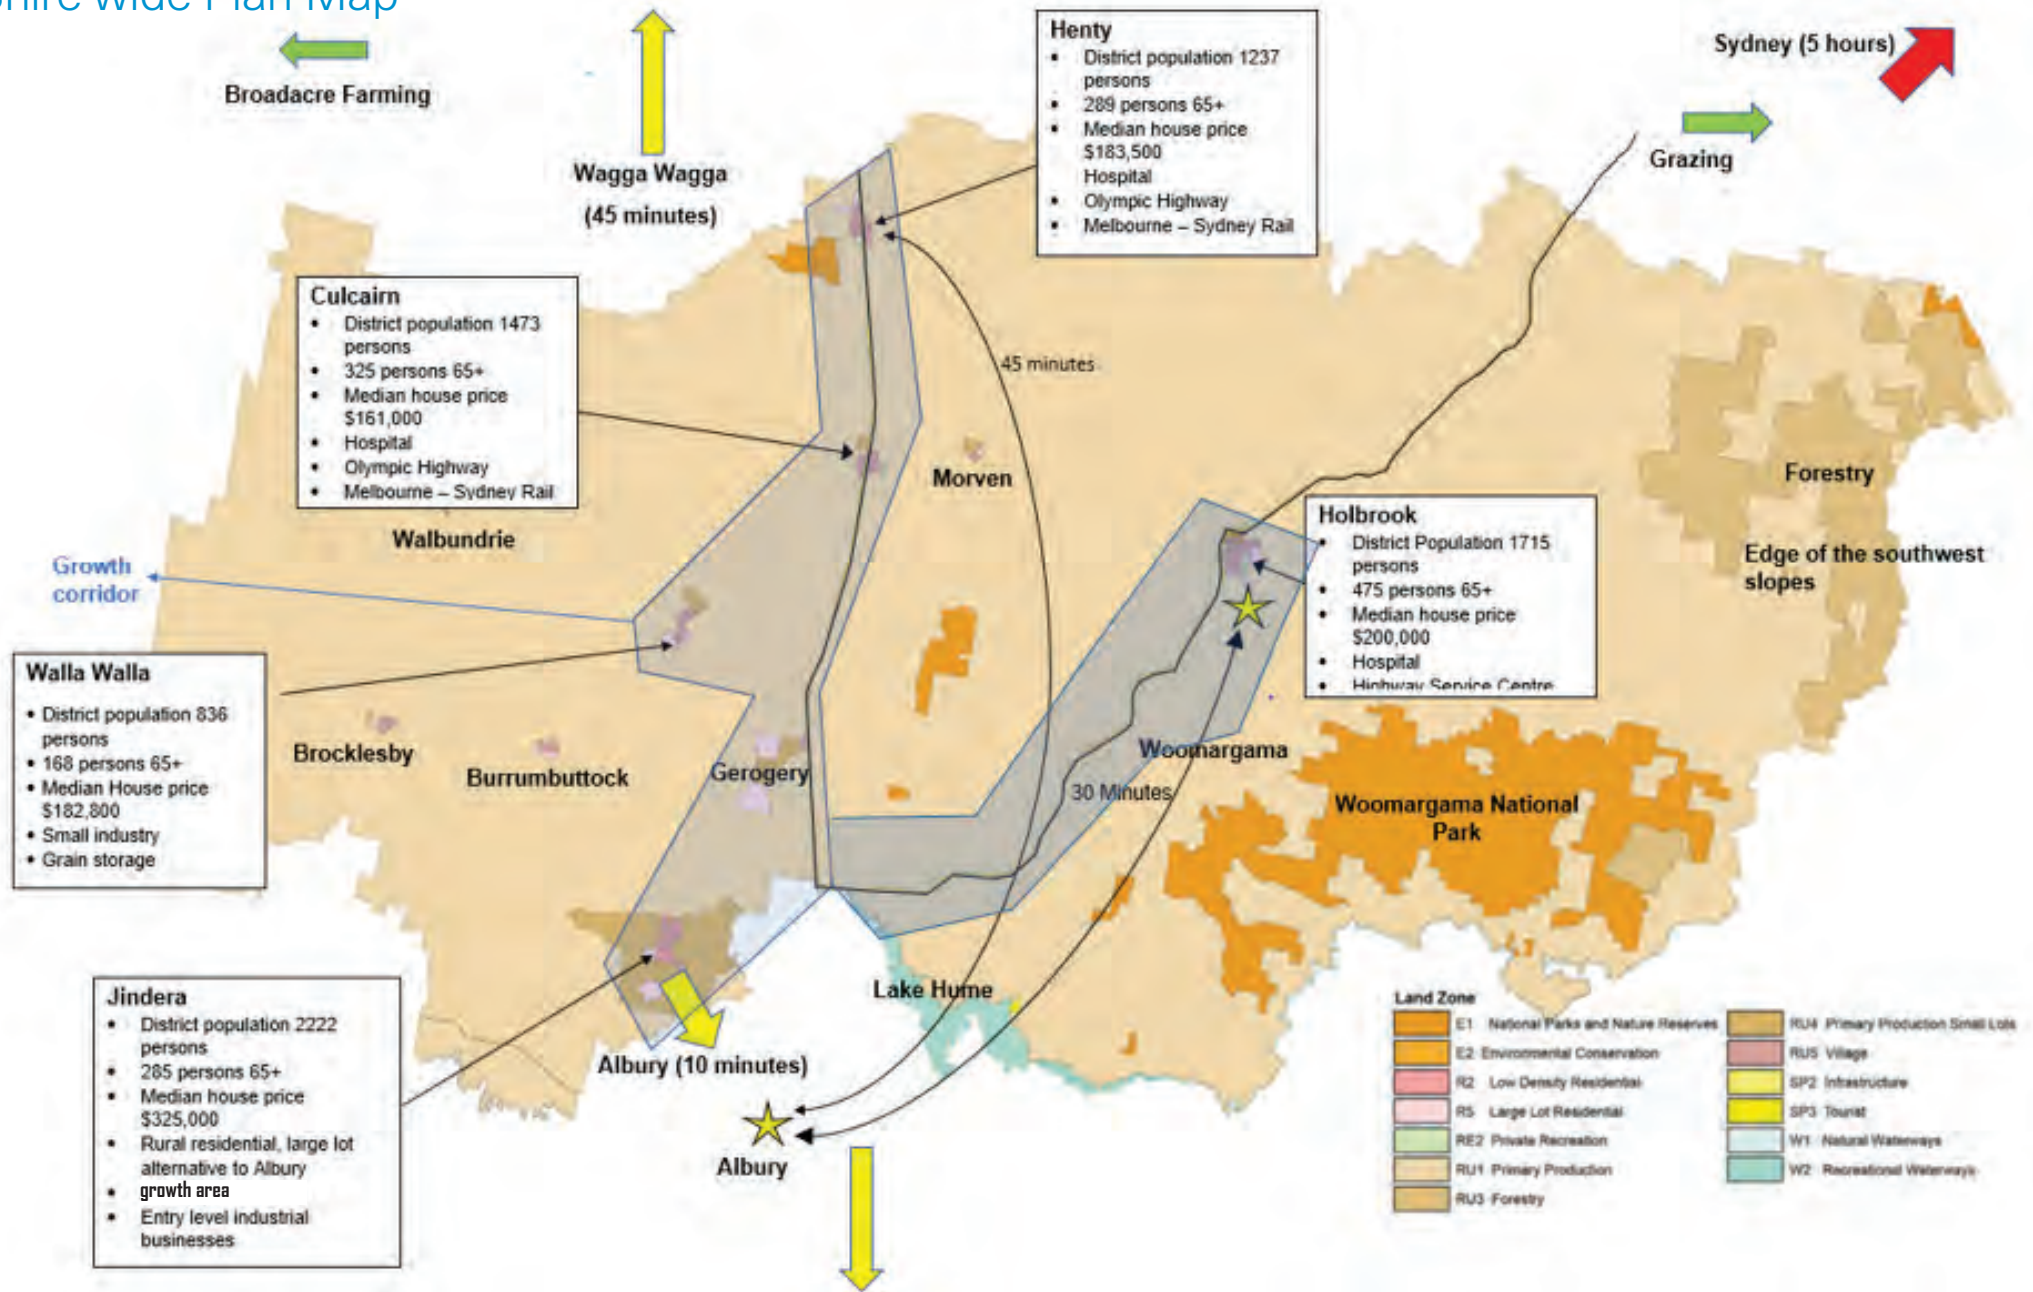 Shire Wide Plan Map
Broadacre Farming
Wagga Wagga
(45 minutes)
Henty
• District population 1237
persons
• 289 persons 65+
• Median house price
$183,500
Hospital
• Olympic Highway
• Melbourne – Sydney Rail
Sydney (5 hours)
Grazing
Culcairn
• District population 1473
persons
• 325 persons 65+
• Median house price
$161,000
• Hospital
• Olympic Highway
• Melbourne – Sydney Rail
45 minutes
Morven
Walbundrie
Growth
corridor
Forestry
Edge of the southwest
slopes
Holbrook
• District Population 1715
persons
• 475 persons 65+
• Median house price
$200,000
• Hospital
• Highway Service Centre
Walla Walla
• District population 836
persons
• 168 persons 65+
• Median House price
$182,800
• Small industry
• Grain storage
Brocklesby
Burrumbuttock
Gerogery
Woomargama
30 Minutes
Woomargama National
Park
Lake Hume
Jindera
• District population 2222
persons
• 285 persons 65+
• Median house price
$325,000
• Rural residential, large lot
alternative to Albury
• growth area
• Entry level industrial
businesses
Albury (10 minutes)
Albury
Land Zone
E1 National Parks and Nature Reserves
E2 Environmental Conservation
R2 Low Density Residential
R5 Large Lot Residential
RE2 Private Recreation
RU1 Primary Production
RU3 Forestry
RU4 Primary Production Small Lots
RU5 Village
SP2 Infrastructure
SP3 Tourist
W1 Natural Waterways
W2 Recreational Waterways